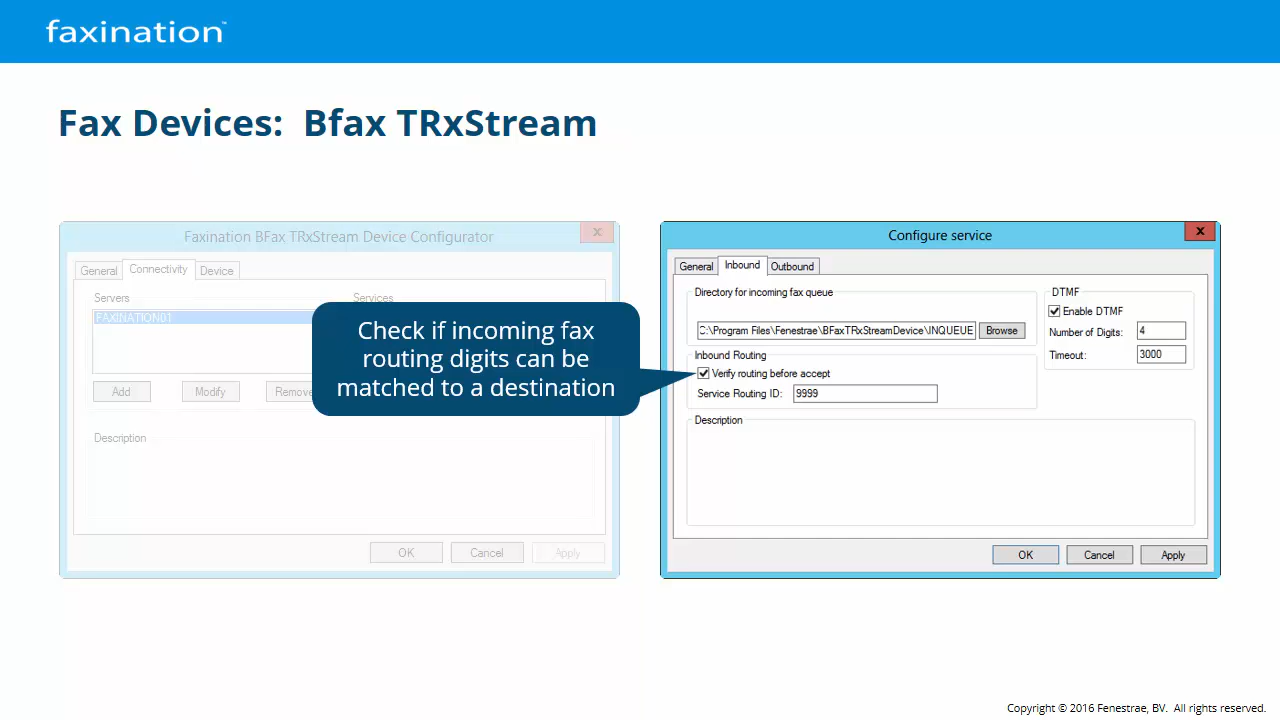 faxination™
Fax Devices: Bfax TRxStream
Faxination BFax TRxStream Device Configurator
x
General
Connectivity
Device
Servers
Services
FAXINATION01
Add
Modify
Remove
Description
OK
Cancel
Apply
Check if incoming fax
routing digits can be
matched to a destination
Configure service
x
General
Inbound
Outbound
Directory for incoming fax queue
C:\Program Files\Fenestrae\BFaxTRxStreamDevice\INQUEUE
Browse
Inbound Routing
Verify routing before accept
Service Routing ID:
9999
DTMF
Enable DTMF
Number of Digits:
4
Timeout:
3000
Description
OK
Cancel
Apply
Copyright © 2016 Fenestrae, BV. All rights reserved.